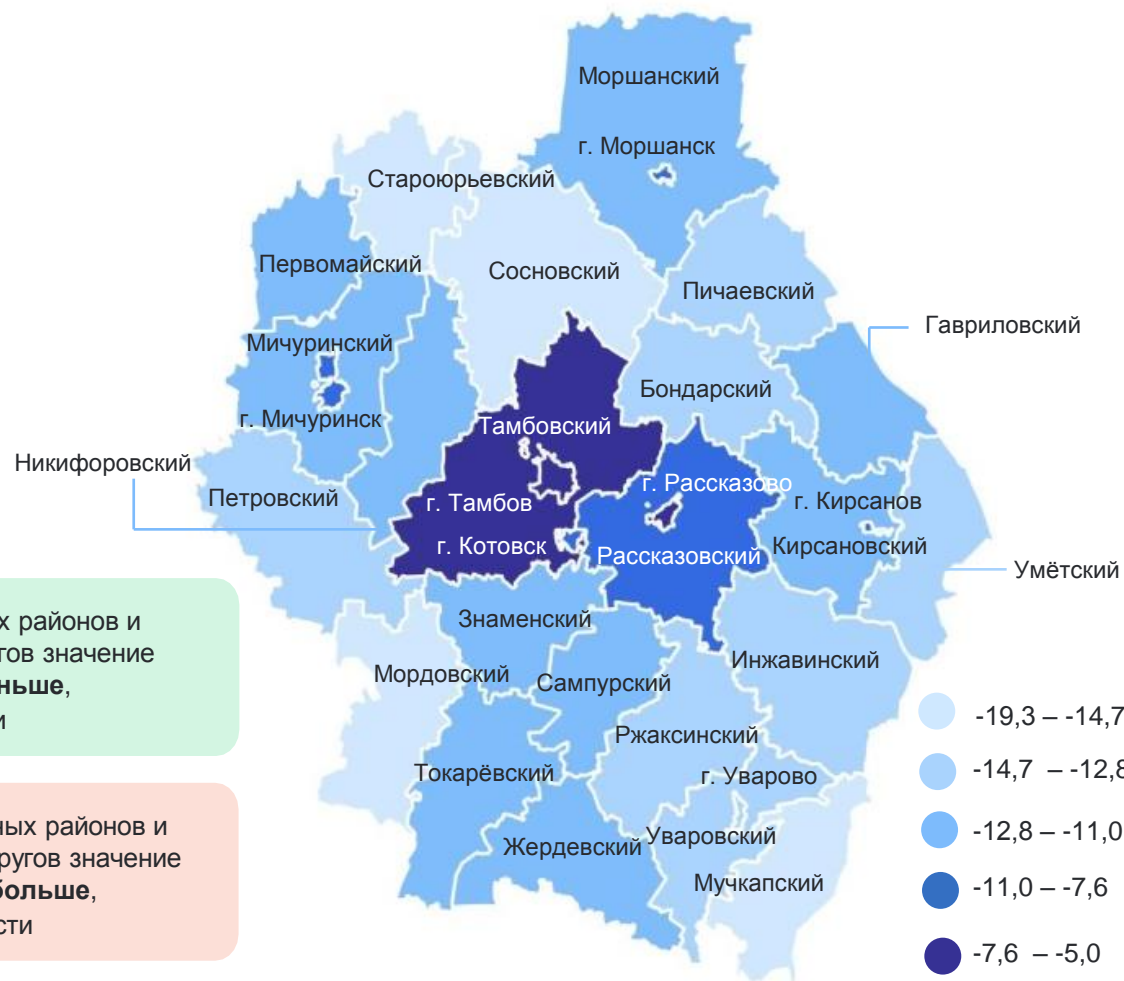 Моршанский
г. Моршанск
Староюрьевский
Первомайский
Сосновский
Пичаевский
Гавриловский
Мичуринский
Бондарский
г. Мичуринск
Тамбовский
Никифоровский
Петровский
г. Рассказово
г. Тамбов
г. Кирсанов
г. Котовск
Рассказовский
Кирсановский
Умётский
х районов и
гов значение
ньше,
и
Знаменский
Мордовский
Сампурский
Инжавинский
-19,3 – -14,7
Ржаксинский
Токарёвский
г. Уварово
-14,7 – -12,8
ных районов и
ругов значение
больше,
сти
Жердевский
Уваровский
-12,8 – -11,0
Мучкапский
-11,0 – -7,6
-7,6 – -5,0